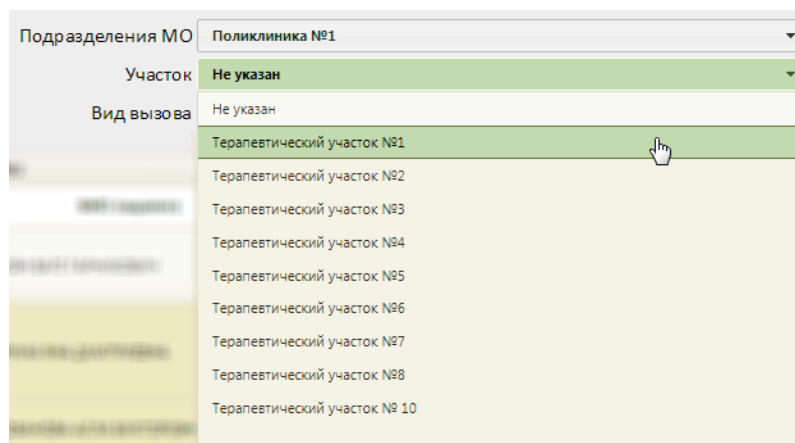 Подразделения МО Поликлиника №1
Участок Не указан
Вид вызова Не указан
Терапевтический участок №1
Терапевтический участок №2
Терапевтический участок №3
Терапевтический участок №4
Терапевтический участок №5
Терапевтический участок №6
Терапевтический участок №7
Терапевтический участок №8
Терапевтический участок № 10